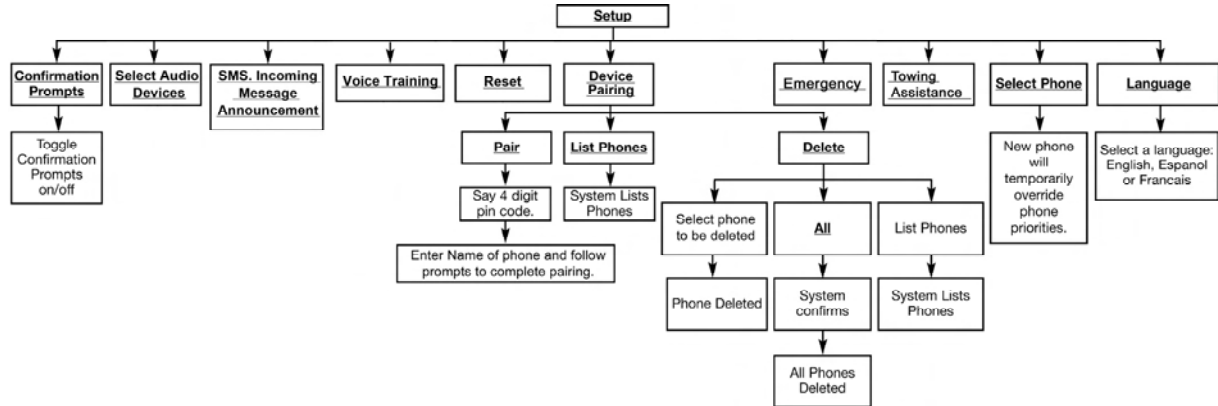 Setup
Confirmation
Prompts
Select Audio
Devices
SMS. Incoming
Message
Announcement
Voice Training
Reset
Device
Pairing
Emergency
Towing
Assistance
Select Phone
Language
Toggle
Confirmation
Prompts
on/off
Pair
List Phones
Delete
New phone
will
temporarily
override
phone
priorities.
Select a language:
English, Espanol
or Francais
Say 4 digit
pin code.
System Lists
Phones
Select phone
to be deleted
All
List Phones
Enter Name of phone and follow
prompts to complete pairing.
Phone Deleted
System
confirms
System Lists
Phones
All Phones
Deleted